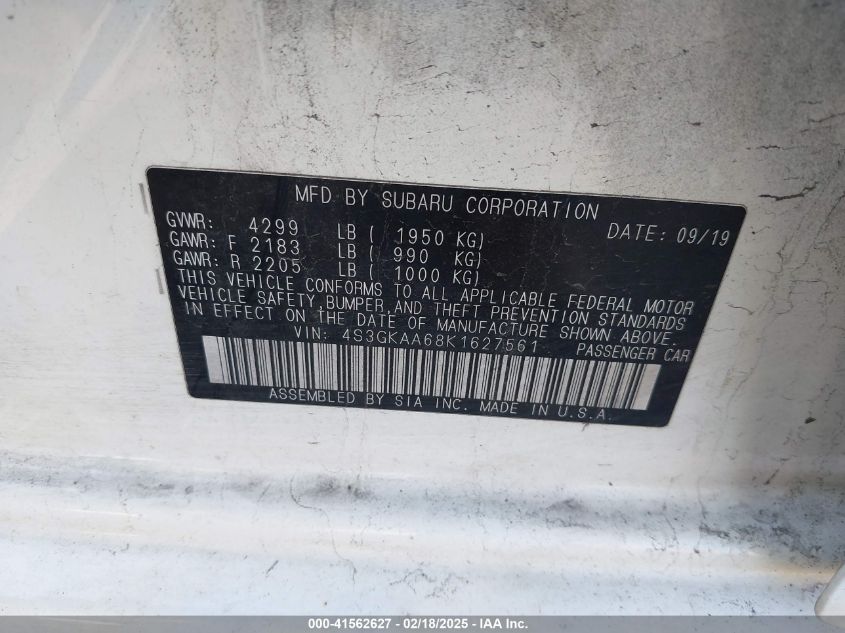 MFD BY SUBARU CORPORATION
DATE: 09/19
GVWR: 4299 LB ( 1950 KG)
GAWR: F 2183 LB ( 990 KG)
GAWR: R 2205 LB ( 1000 KG)
THIS VEHICLE CONFORMS TO ALL APPLICABLE FEDERAL MOTOR
VEHICLE SAFETY, BUMPER, AND THEFT PREVENTION STANDARDS
IN EFFECT ON THE DATE OF MANUFACTURE SHOWN ABOVE.
VIN: 4S3GKAA68K1627561 PASSENGER CAR
ASSEMBLED BY SIA INC. MADE IN U.S.A.
000-41562627 - 02/18/2025 - IAA Inc.